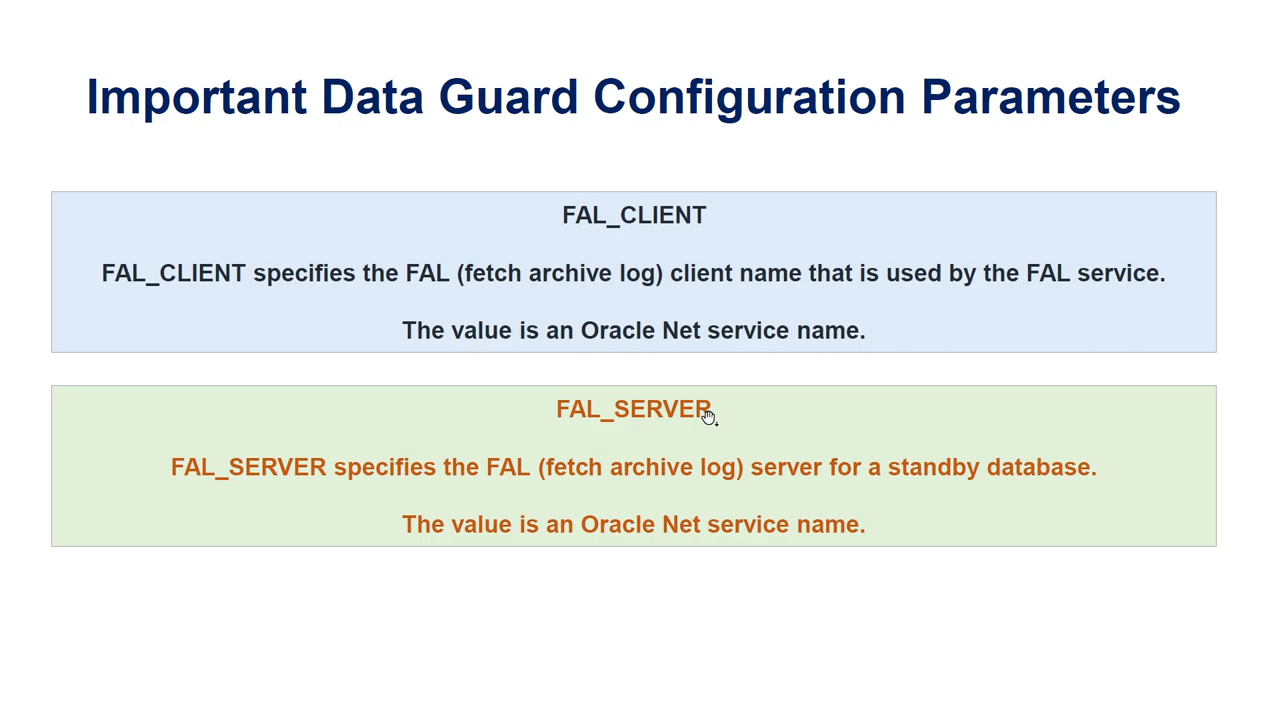 Important Data Guard Configuration Parameters
FAL_CLIENT
FAL_CLIENT specifies the FAL (fetch archive log) client name that is used by the FAL service.
The value is an Oracle Net service name.
FAL_SERVER
FAL_SERVER specifies the FAL (fetch archive log) server for a standby database.
The value is an Oracle Net service name.